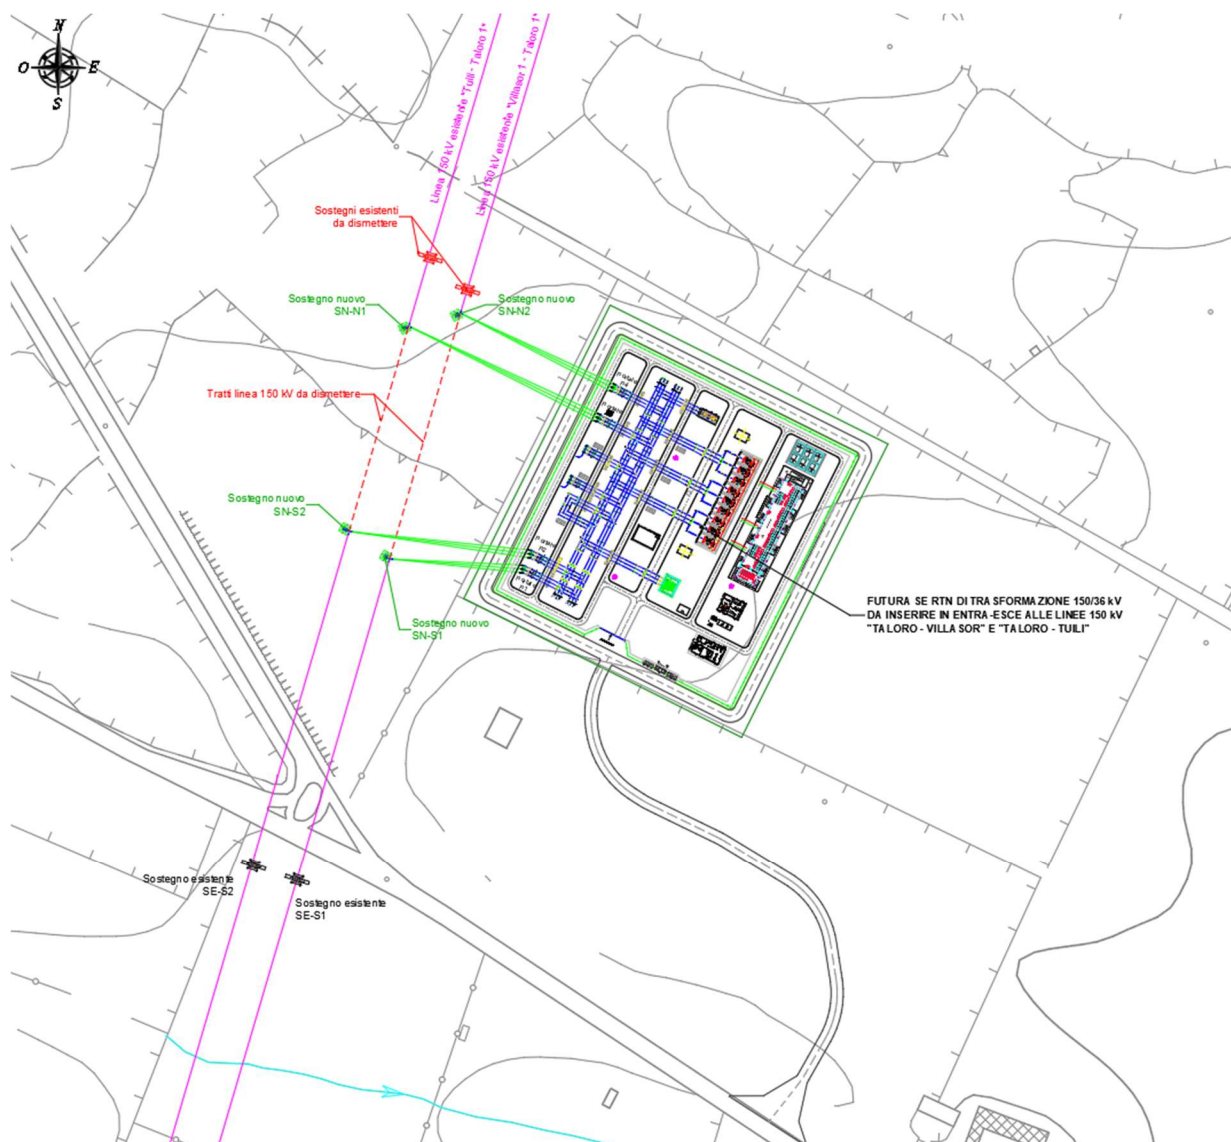 N
O
E
S
Linea 150 kV esistente "Tuili - Taloro 1"
Linea 150 kV esistente "Villasor 1 - Taloro 1"
Sostegni esistenti
da dismettere
Sostegno nuovo
SN-N1
Sostegno nuovo
SN-N2
Tratti linea 150 kV da dismettere
Sostegno nuovo
SN-S2
Sostegno nuovo
SN-S1
FUTURA SE RTN DI TRASFORMAZIONE 150/36 kV
DA INSERIRE IN ENTRA-ESCE ALLE LINEE 150 kV
"TALORO - VILLASOR" E "TALORO - TUILI"
Sostegno esistente
SE-S2
Sostegno esistente
SE-S1